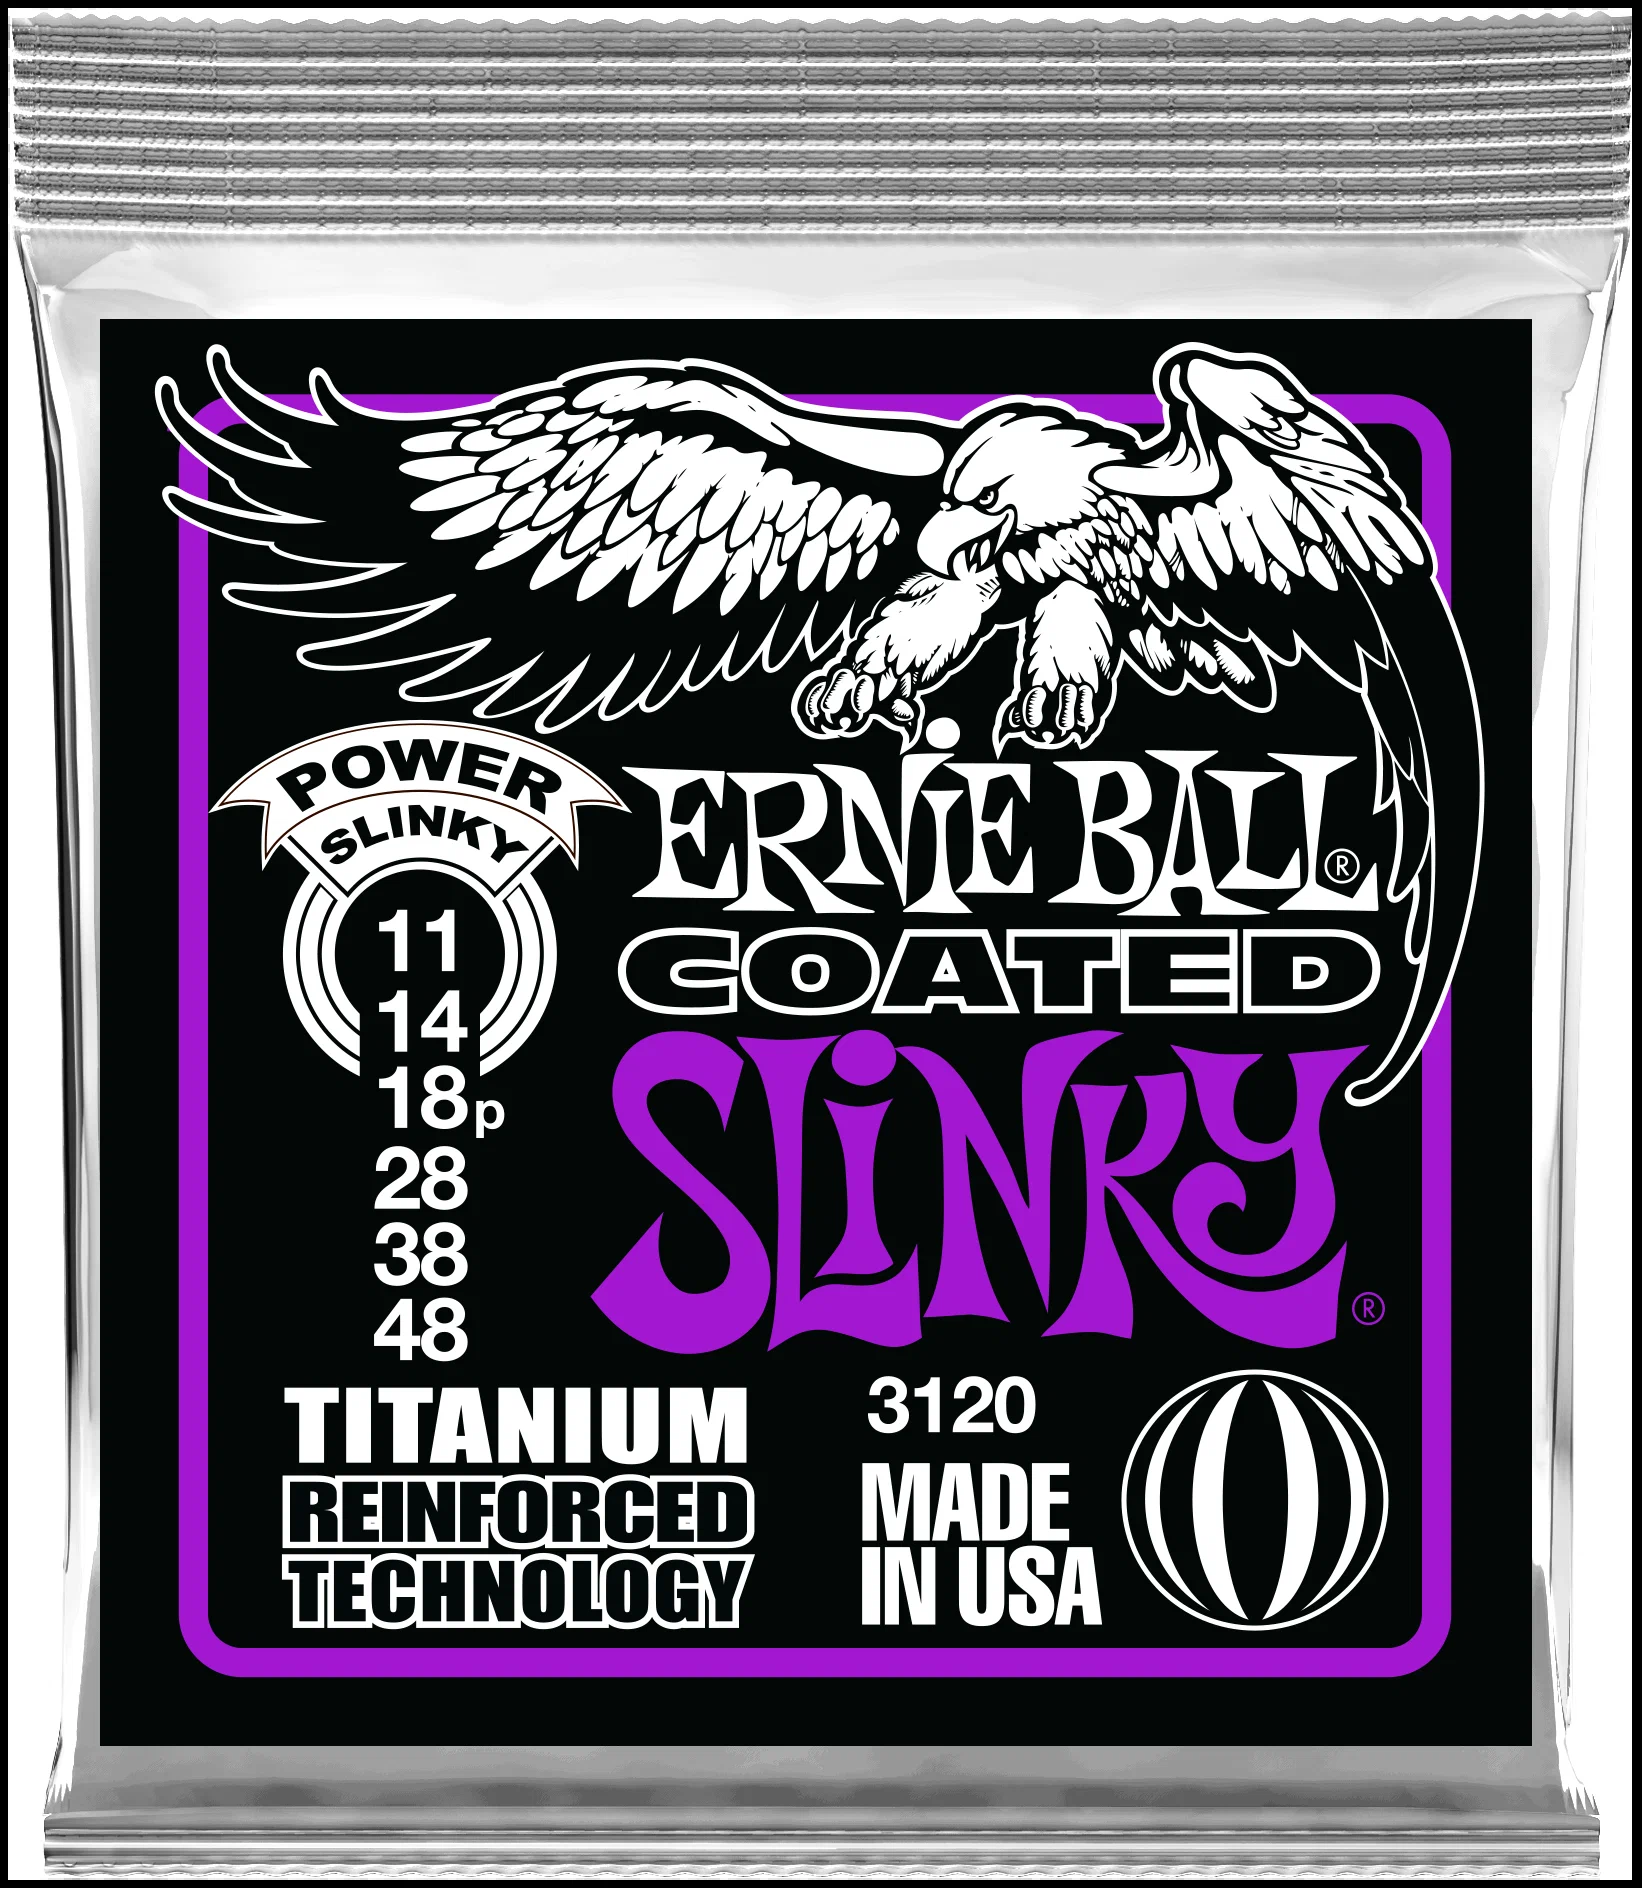 POWER
SLINKY
11
14
18p
28
38
48
ERNIE BALL®
COATED
SLINKY®
TITANIUM
REINFORCED
TECHNOLOGY
3120
MADE
IN USA